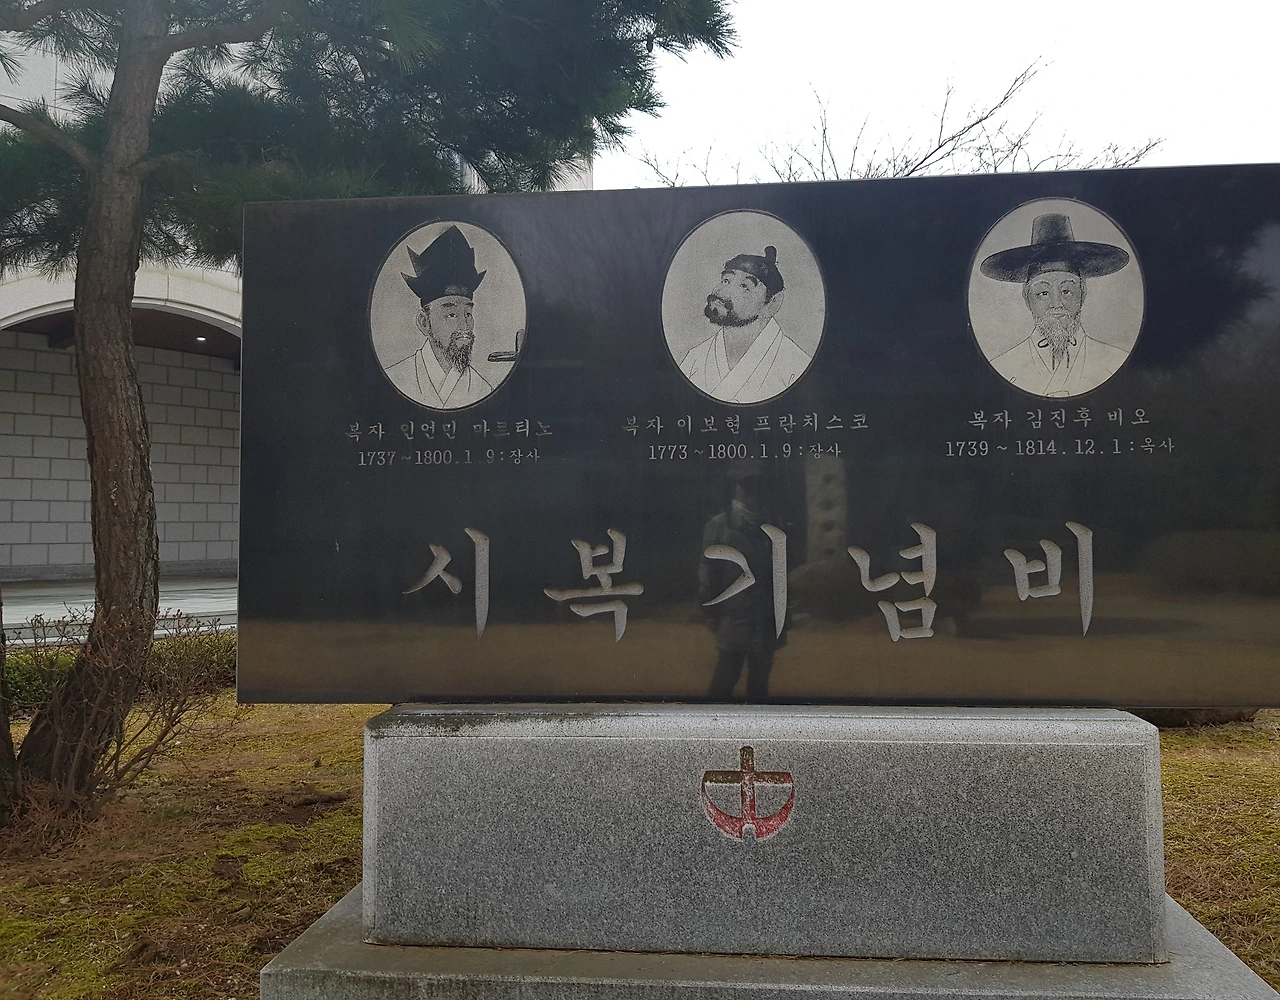 복자 인언민 마르티노
1737~1800.1.9:장사
복자 이보현 프란치스코
1773~1800.1.9:장사
복자 김진후 비오
1739~1814.12.1:옥사
시복기념비